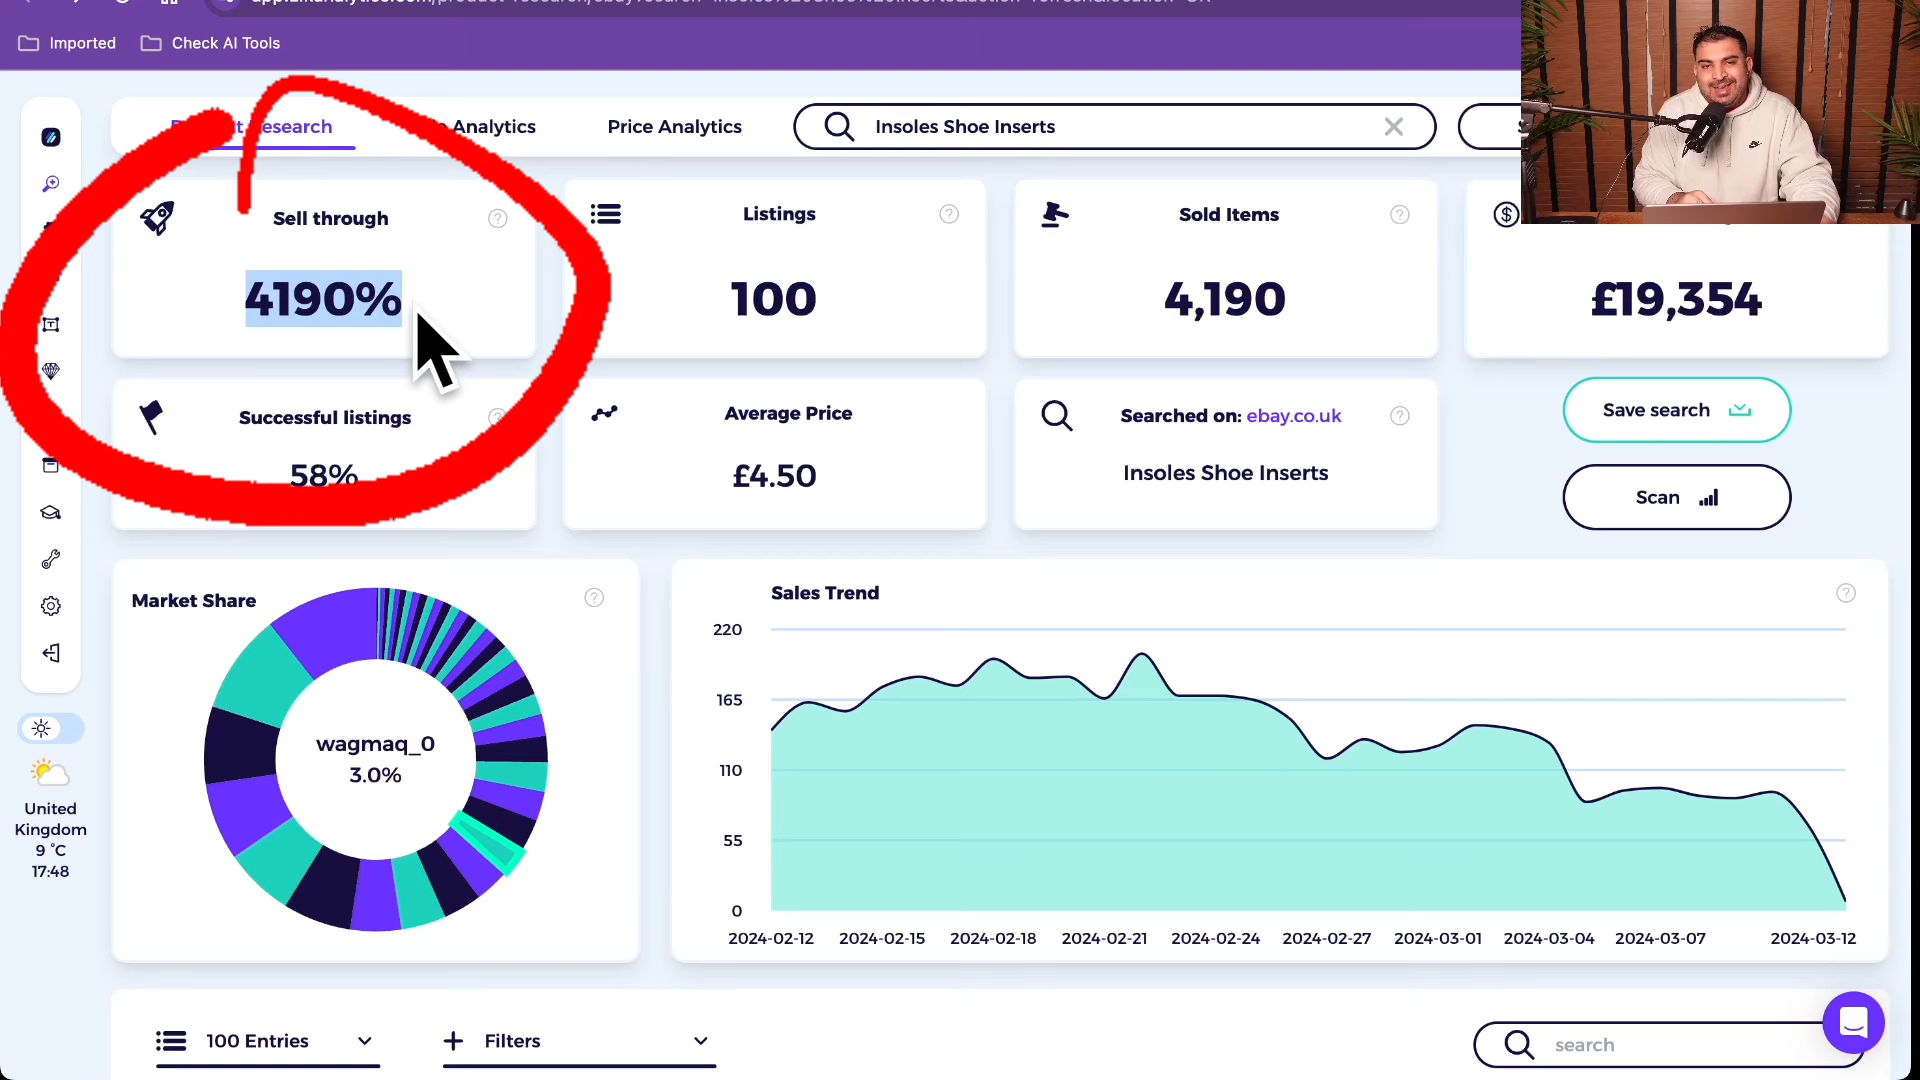 Imported
Check AI Tools
Research
Analytics
Price Analytics
Insoles Shoe Inserts
Sell through
4190%
Listings
100
Sold Items
4,190
£19,354
Successful listings
58%
Average Price
£4.50
Searched on: ebay.co.uk
Insoles Shoe Inserts
Save search
Scan
Market Share
wagmaq_0
3.0%
Sales Trend
220
165
110
55
0
2024-02-12
2024-02-15
2024-02-18
2024-02-21
2024-02-24
2024-02-27
2024-03-01
2024-03-04
2024-03-07
2024-03-12
United
Kingdom
9 °C
17:48
100 Entries
Filters
search